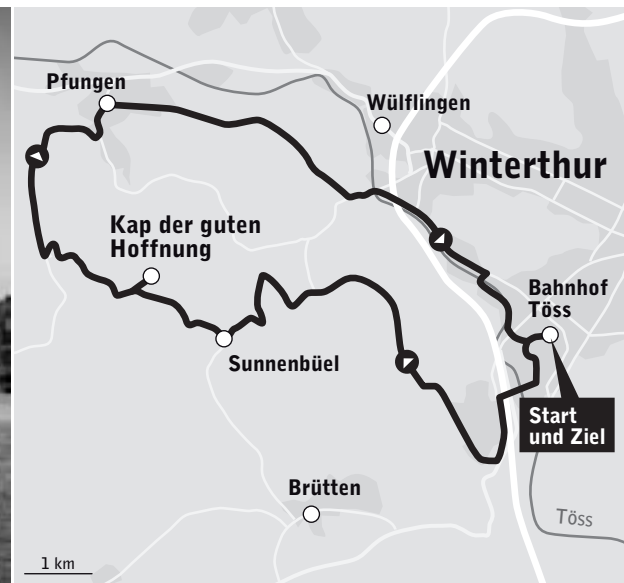 Pfungen
Wülflingen
Winterthur
Kap der guten
Hoffnung
Bahnhof
Töss
Sunnenbüel
Start
und Ziel
Brütten
Töss
1 km